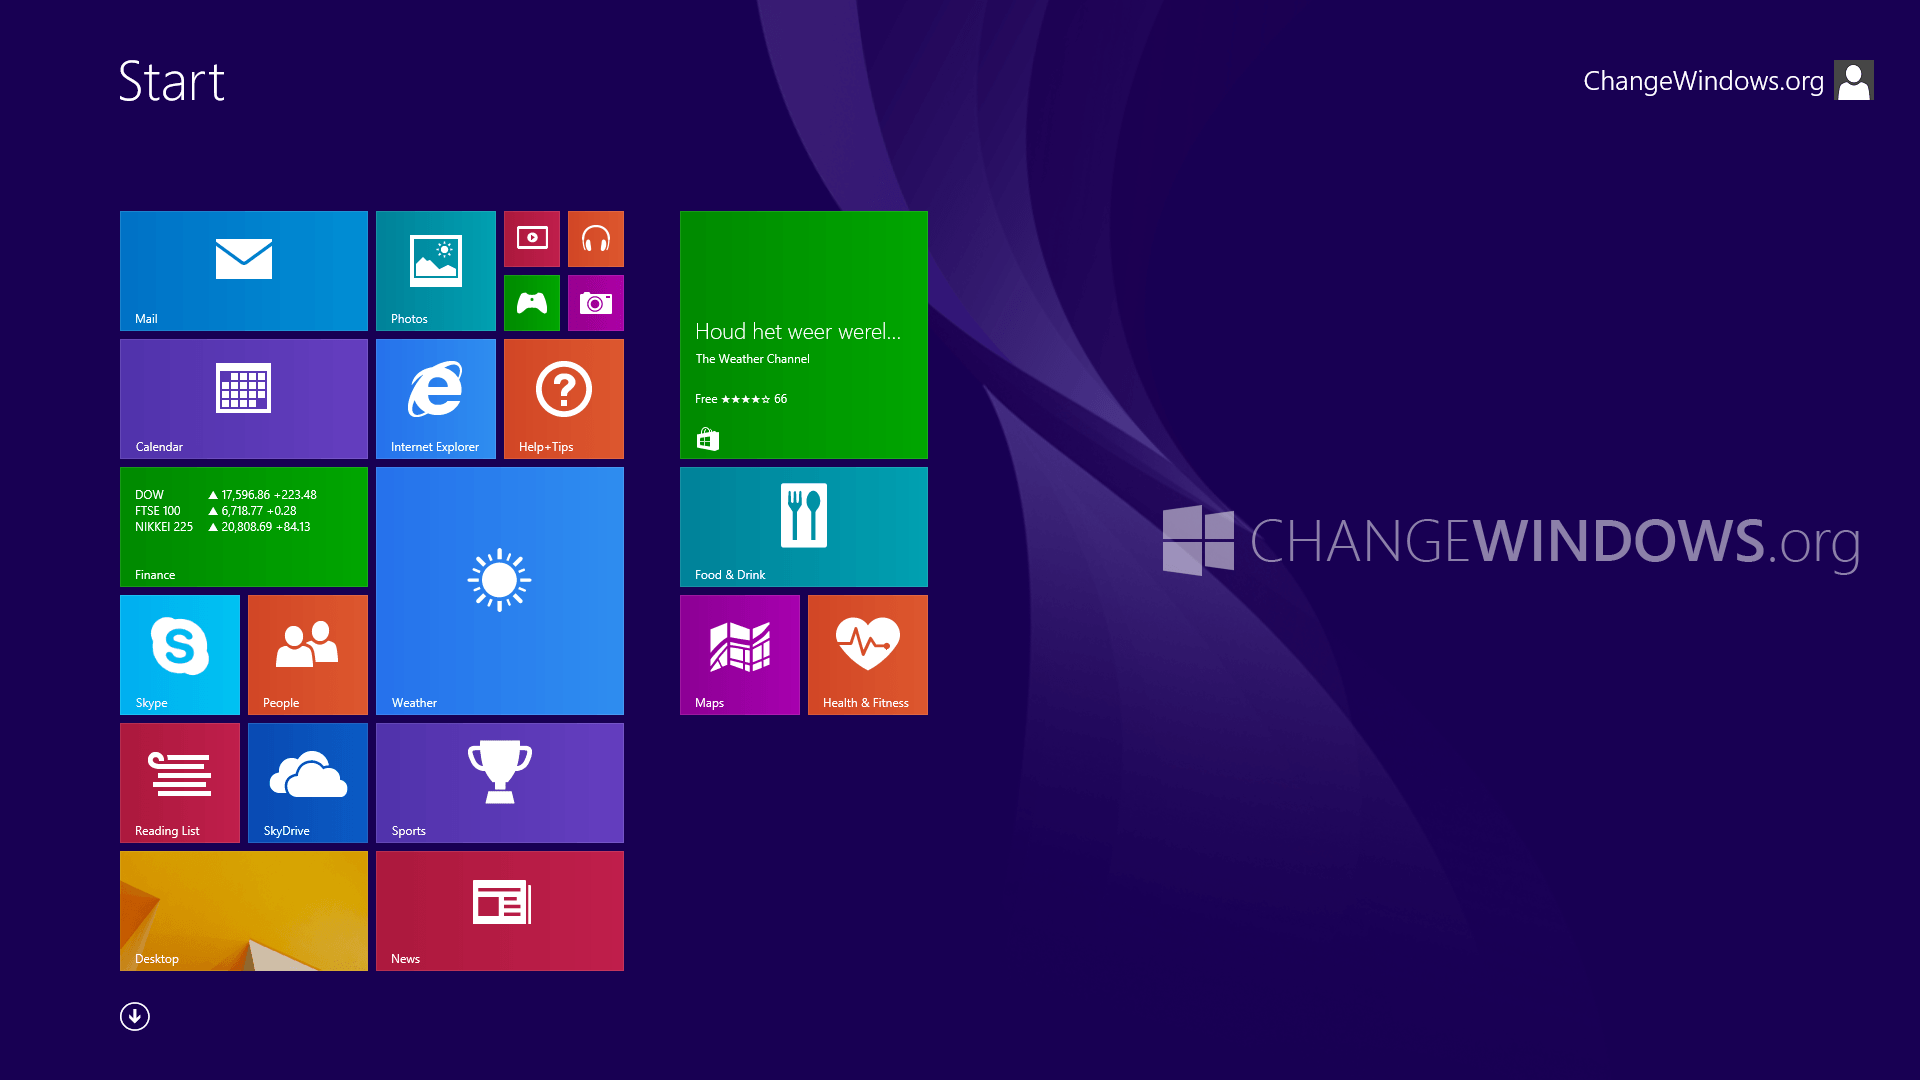 Start
ChangeWindows.org
Mail
Photos
Calendar
Internet Explorer
Help+Tips
DOW ▲ 17,596.86 +223.48
FTSE 100 ▲ 6,718.77 +0.28
NIKKEI 225 ▲ 20,808.69 +84.13
Finance
Skype
People
Weather
Reading List
SkyDrive
Sports
Desktop
News
Houd het weer werel...
The Weather Channel
Free ★★★★☆ 66
Food & Drink
Maps
Health & Fitness
CHANGEWINDOWS.org